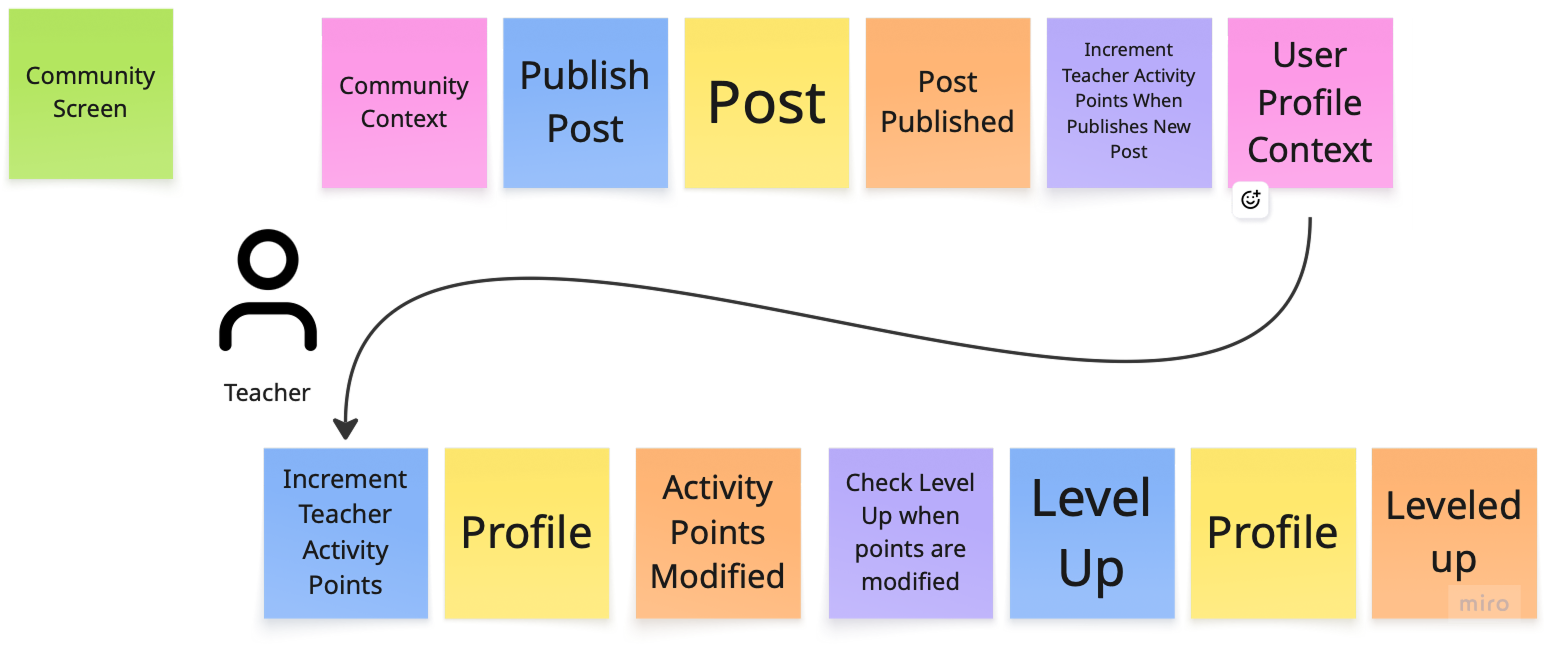 Community
Screen
Community
Context
Publish
Post
Post
Post
Published
Increment
Teacher Activity
Points When
Publishes New
Post
User
Profile
Context
Teacher
Increment
Teacher
Activity
Points
Profile
Activity
Points
Modified
Check Level
Up when
points are
modified
Level
Up
Profile
Leveled
up
miro